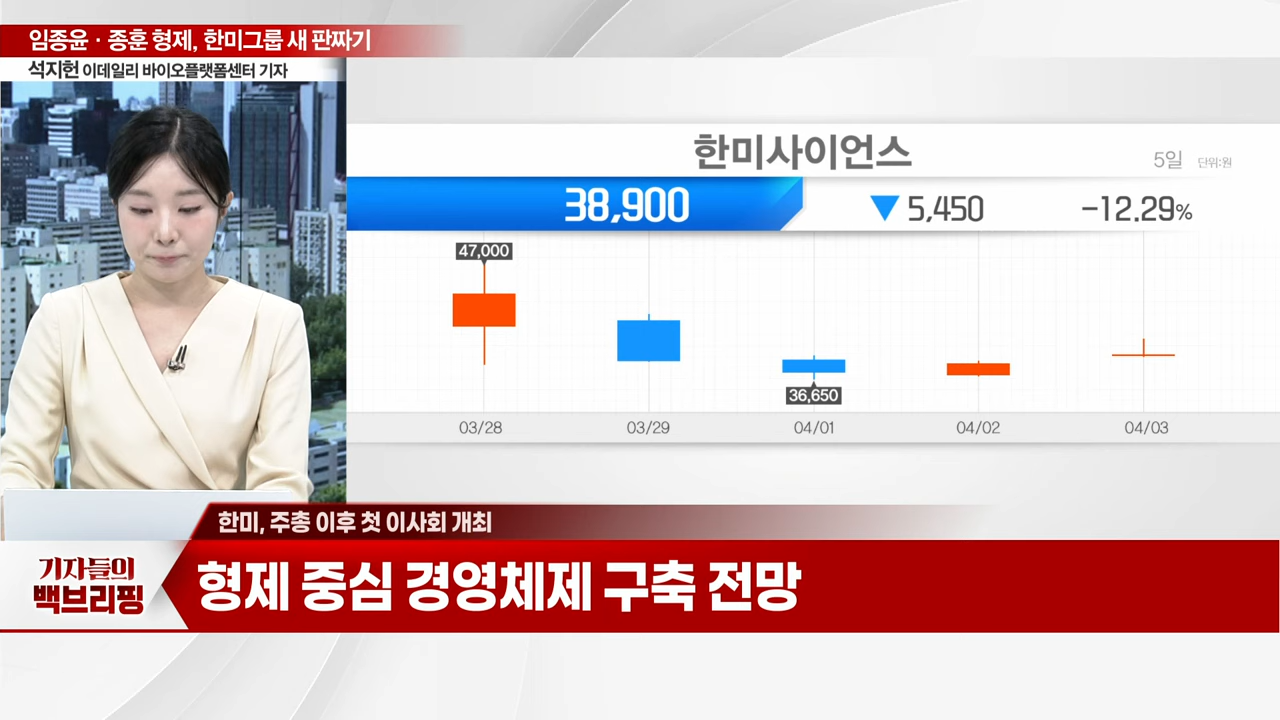 임종윤·종훈 형제, 한미그룹 새 판짜기
석지헌 이데일리 바이오플랫폼센터 기자
한미사이언스
5일 단위:원
38,900 ▼ 5,450 -12.29%
47,000
36,650
03/28 03/29 04/01 04/02 04/03
한미, 주총 이후 첫 이사회 개최
기자들의
백브리핑
형제 중심 경영체제 구축 전망